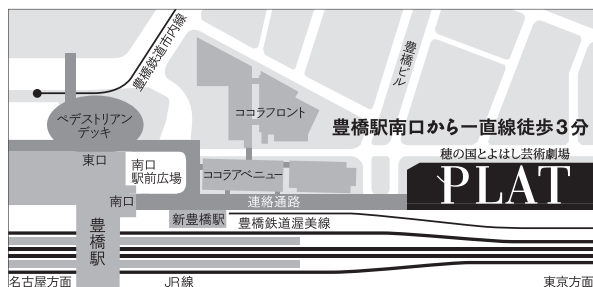 豊橋鉄道市内線
豊橋ビル
ココラフロント
ペデストリアン
デッキ
豊橋駅南口から一直線徒歩3分
穂の国とよはし芸術劇場
PLAT
東口
南口
駅前広場
ココラアベニュー
南口
連絡通路
新豊橋駅
豊橋鉄道渥美線
豊橋駅
名古屋方面
JR線
東京方面